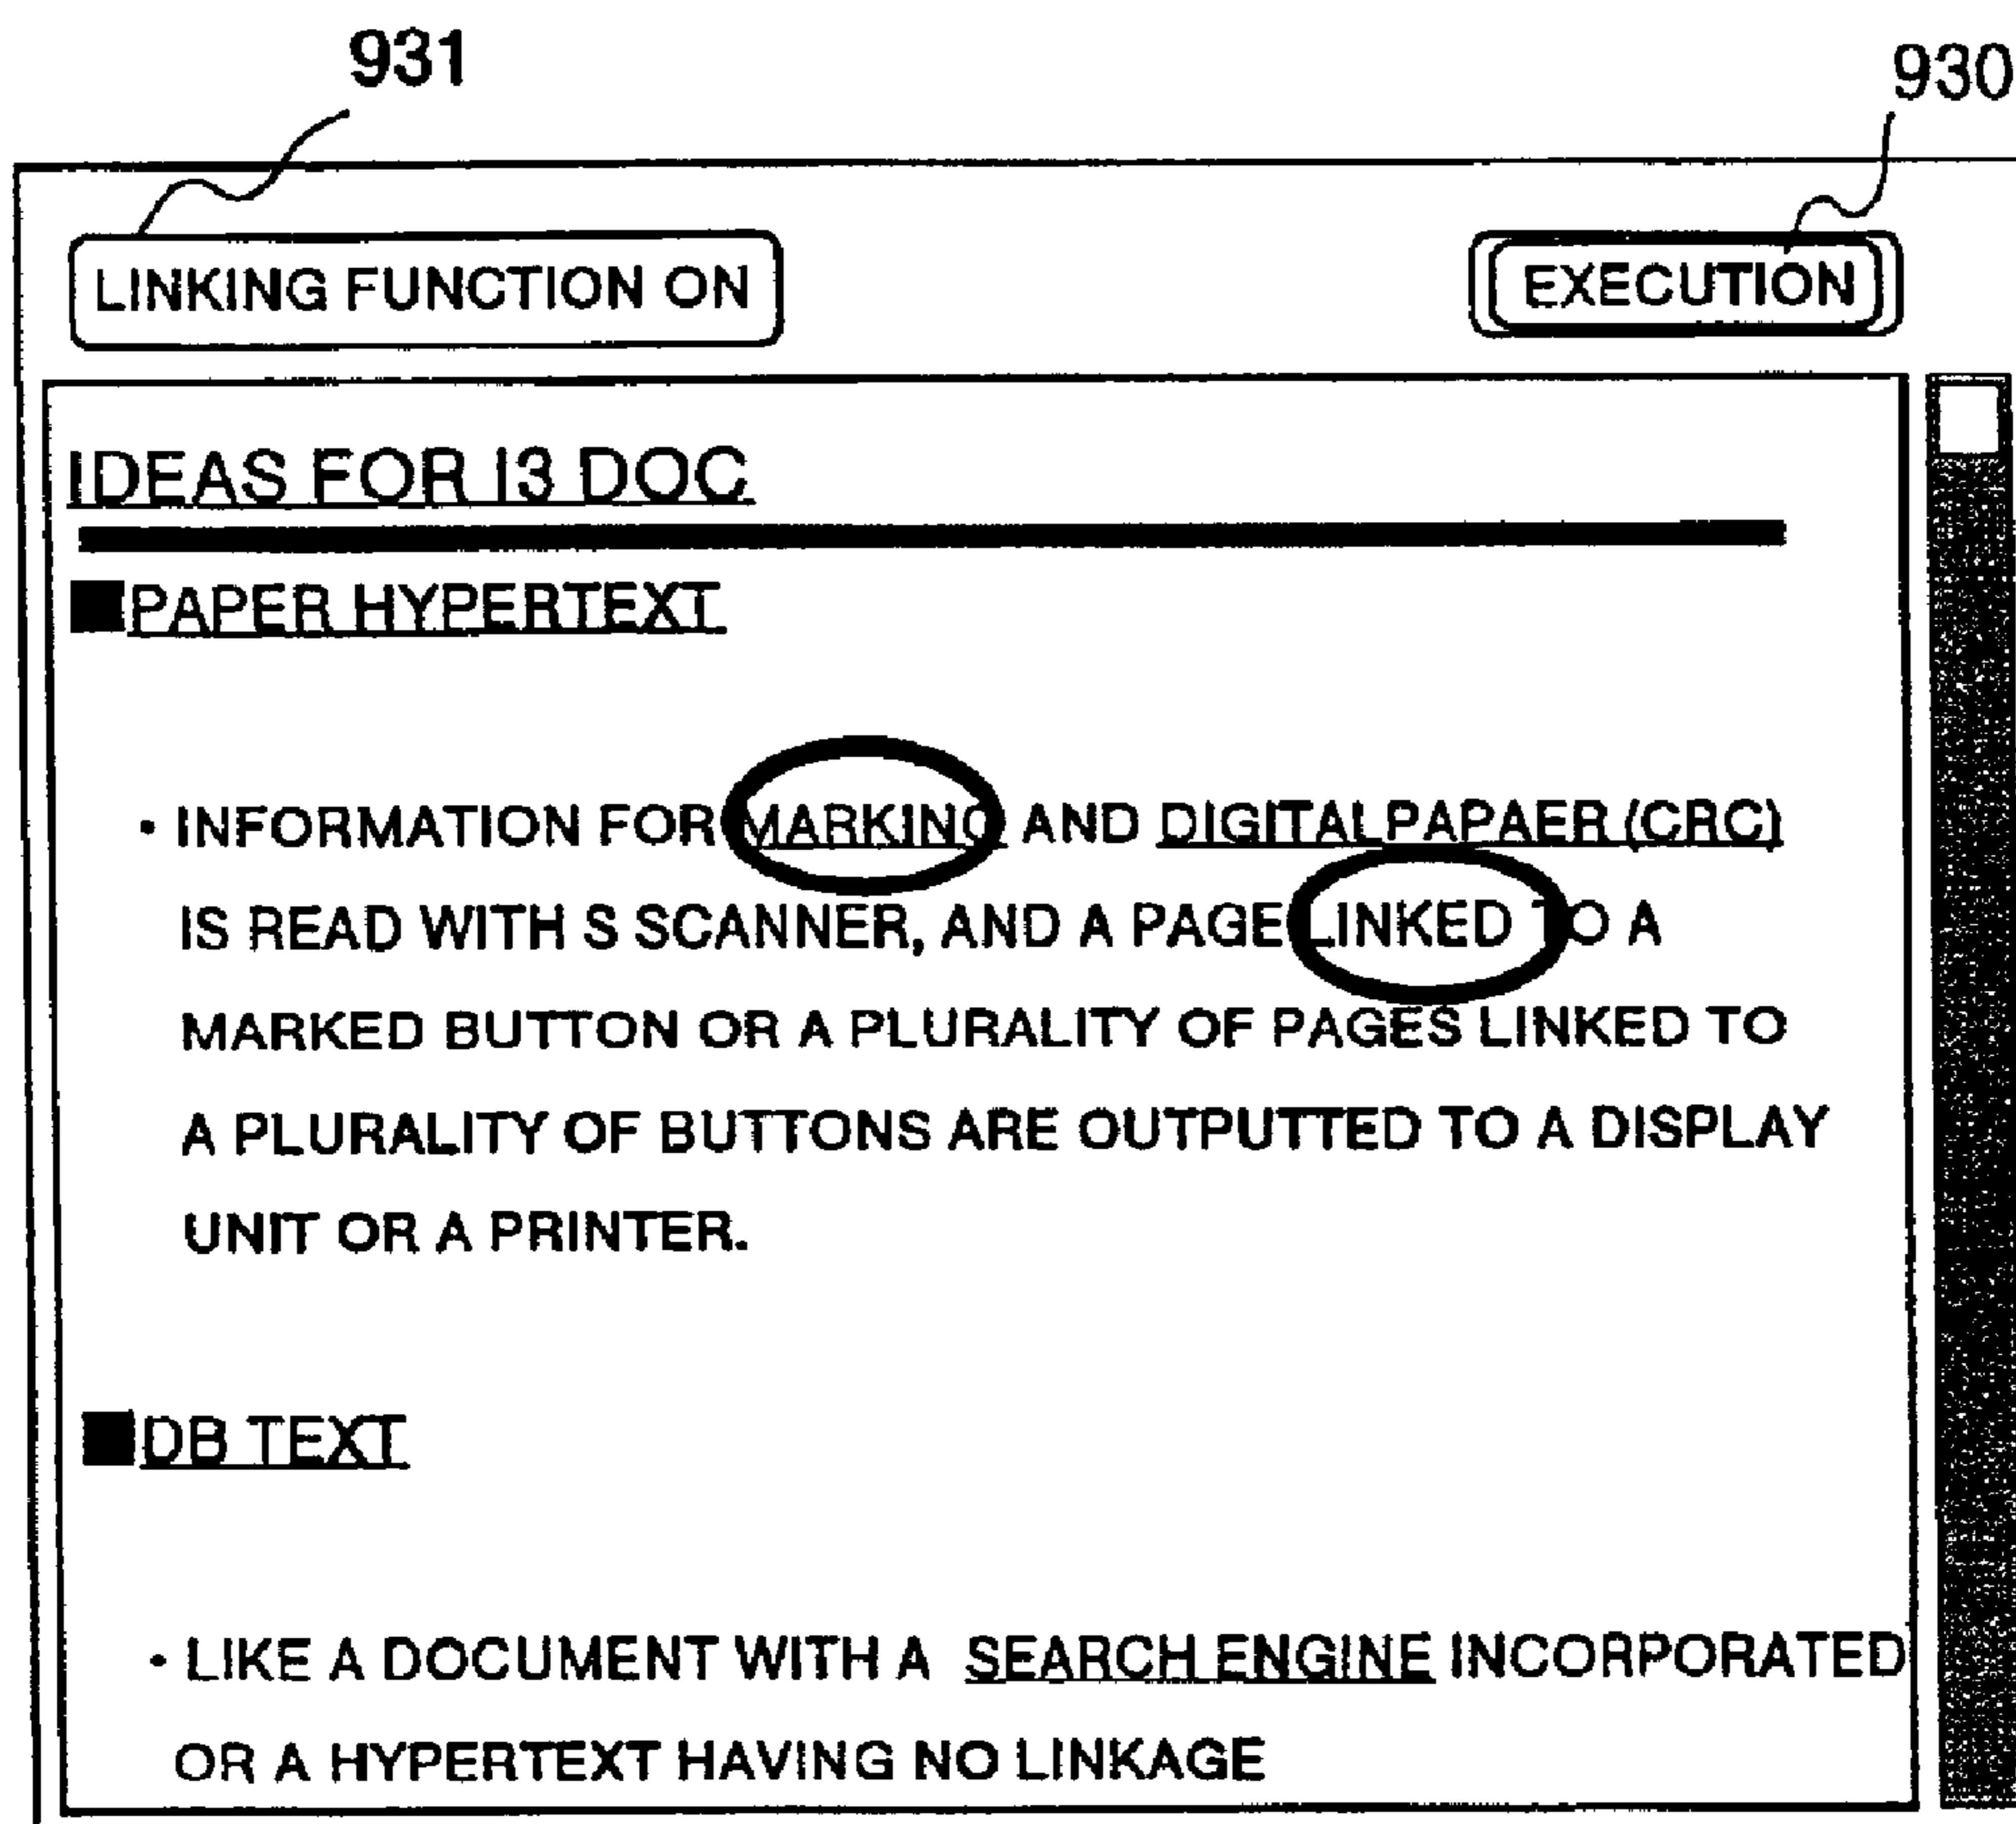 931
930
LINKING FUNCTION ON
EXECUTION
IDEAS FOR I3 DOC
PAPER HYPERTEXT
• INFORMATION FOR MARKING AND DIGITALPAPAER (CRC)
IS READ WITH S SCANNER, AND A PAGE LINKED TO A
MARKED BUTTON OR A PLURALITY OF PAGES LINKED TO
A PLURALITY OF BUTTONS ARE OUTPUTTED TO A DISPLAY
UNIT OR A PRINTER.
DB TEXT
• LIKE A DOCUMENT WITH A SEARCH ENGINE INCORPORATED
OR A HYPERTEXT HAVING NO LINKAGE